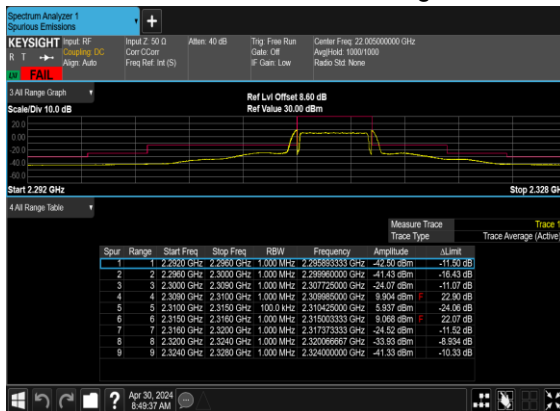 Spectrum Analyzer 1
Spurious Emissions
KEYSIGHT Input: RF Input Z: 50 Ω Atten: 40 dB Trig: Free Run Center Freq: 22.005000000 GHz
R T Coupling: DC Corr CCorr Gate: Off Avg|Hold: 1000/1000
Align: Auto Freq Ref: Int (S) IF Gain: Low Radio Std: None
FAIL
3 All Range Graph
Ref Lvl Offset 8.60 dB
Scale/Div 10.0 dB Ref Value 30.00 dBm
20.0
0.00
-20.0
-40.0
-60.0
Start 2.292 GHz Stop 2.328 GH
4 All Range Table
Measure Trace Trace 1
Trace Type Trace Average (Active)
Spur Range Start Freq Stop Freq RBW Frequency Amplitude ΔLimit
1 1 2.2920 GHz 2.2960 GHz 1.000 MHz 2.295893333 GHz -42.50 dBm -11.50 dB
2 2 2.2960 GHz 2.3000 GHz 1.000 MHz 2.299960000 GHz -41.43 dBm -16.43 dB
3 3 2.3000 GHz 2.3090 GHz 1.000 MHz 2.307725000 GHz -24.07 dBm -11.07 dB
4 4 2.3090 GHz 2.3100 GHz 1.000 MHz 2.309985000 GHz 9.904 dBm F 22.90 dB
5 5 2.3100 GHz 2.3150 GHz 100.0 kHz 2.310425000 GHz 5.937 dBm -24.06 dB
6 6 2.3150 GHz 2.3160 GHz 1.000 MHz 2.315003333 GHz 9.068 dBm F 22.07 dB
7 7 2.3160 GHz 2.3200 GHz 1.000 MHz 2.317373333 GHz -24.52 dBm -11.52 dB
8 8 2.3200 GHz 2.3240 GHz 1.000 MHz 2.320066667 GHz -33.93 dBm -8.934 dB
9 9 2.3240 GHz 2.3280 GHz 1.000 MHz 2.324000000 GHz -41.33 dBm -10.33 dB
? Apr 30, 2024
8:49:37 AM